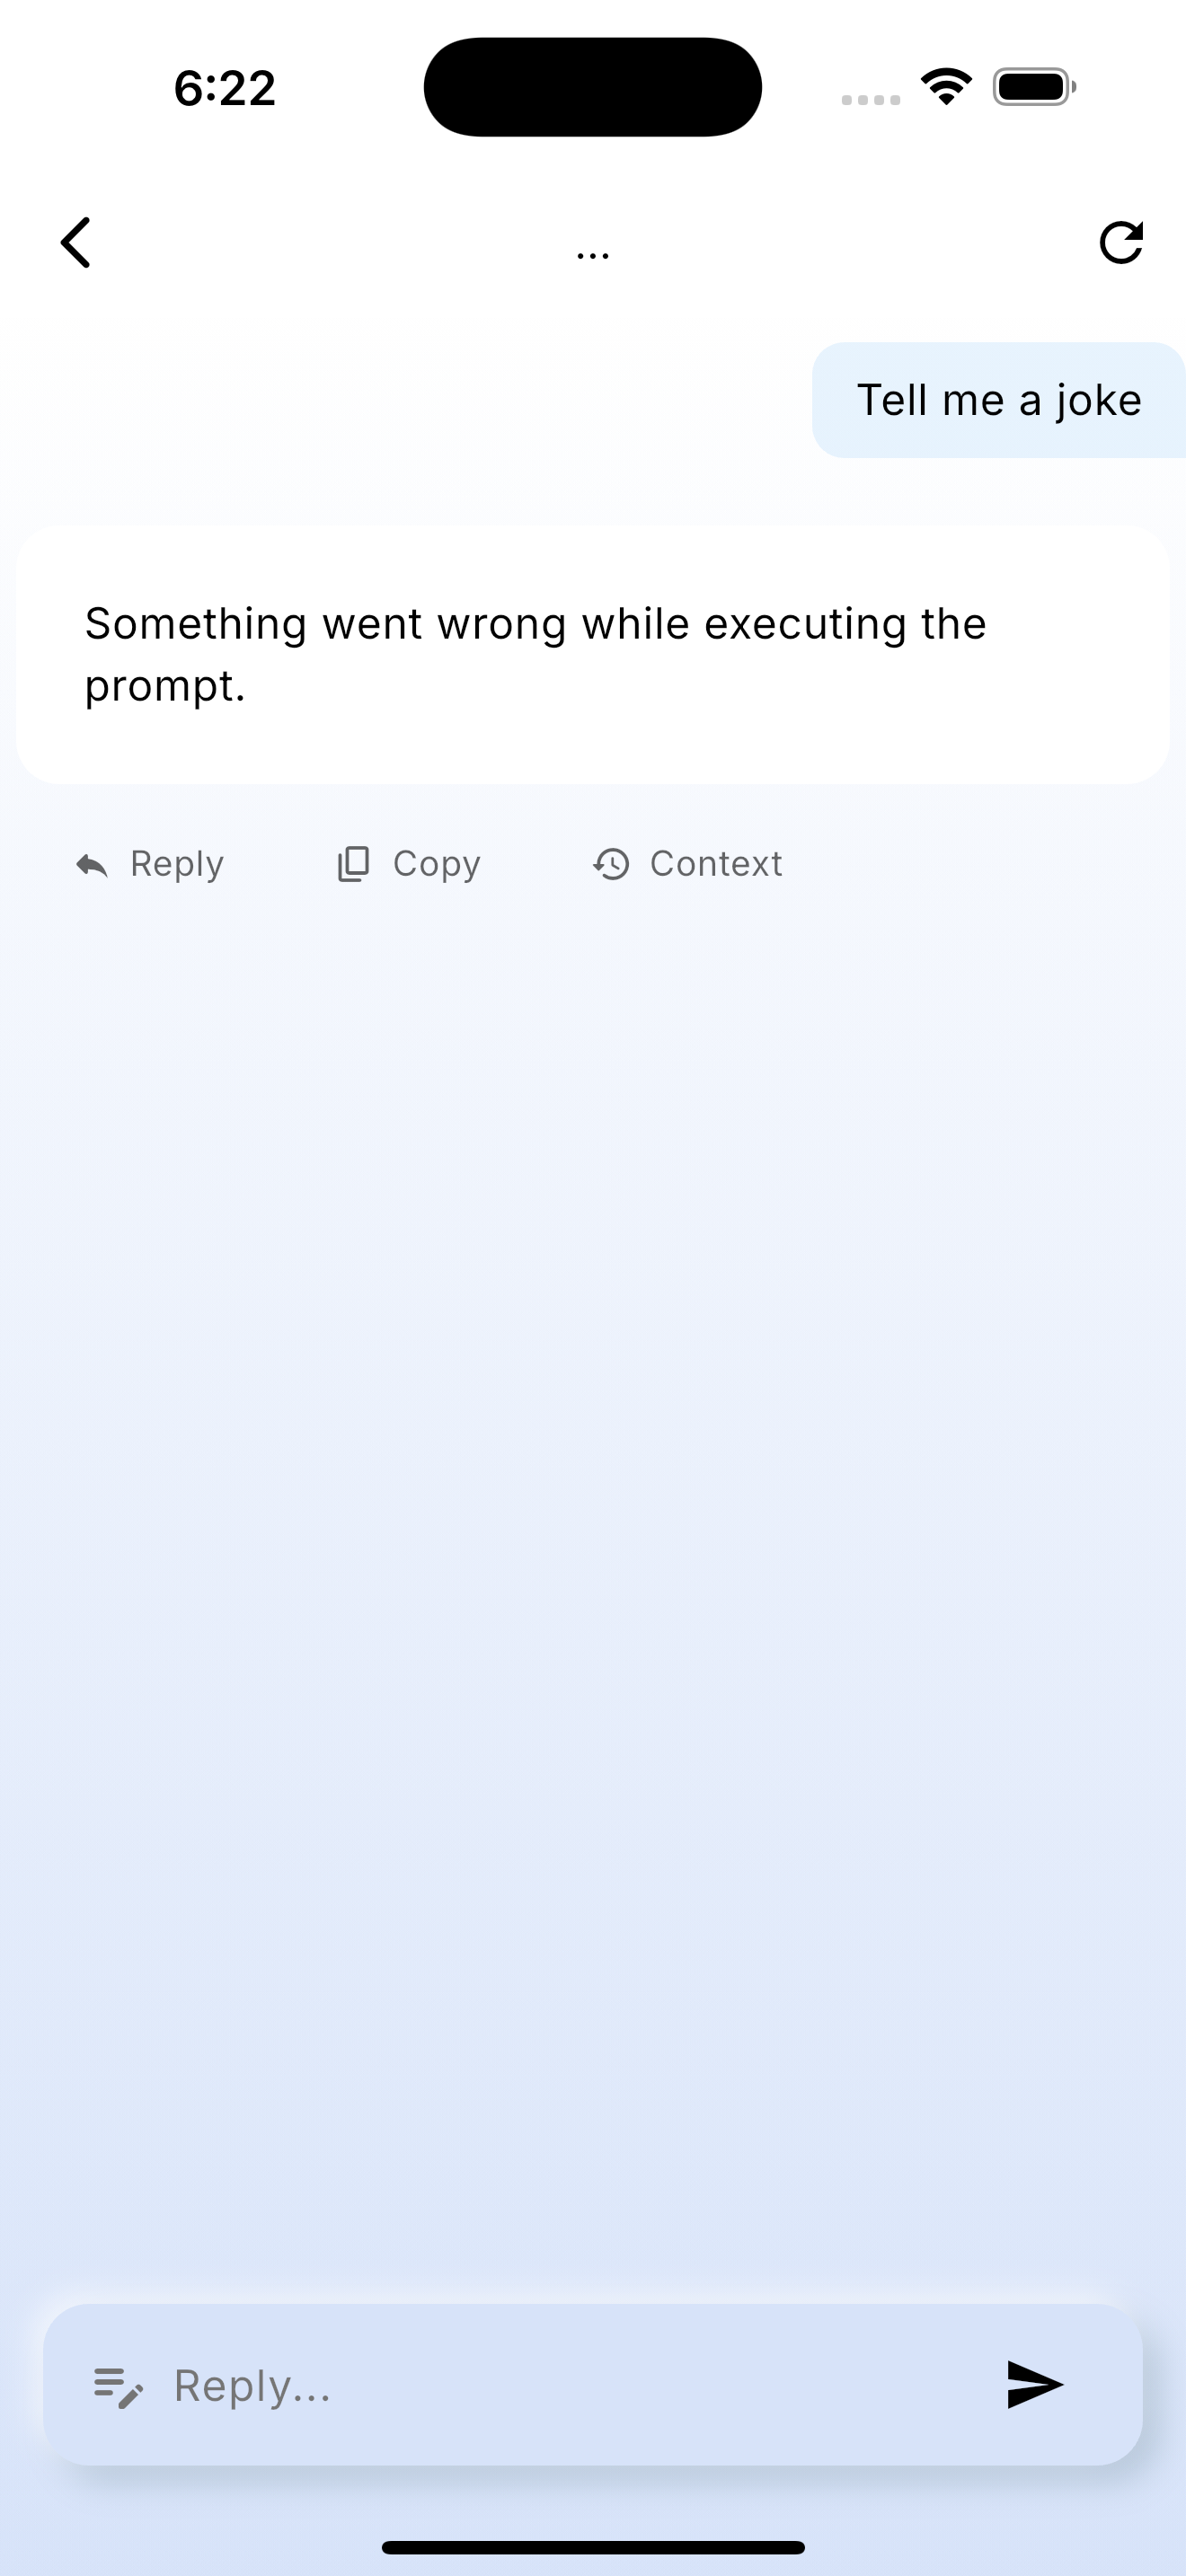 6:22
...
Tell me a joke
Something went wrong while executing the
prompt.
Reply
Copy
Context
Reply...